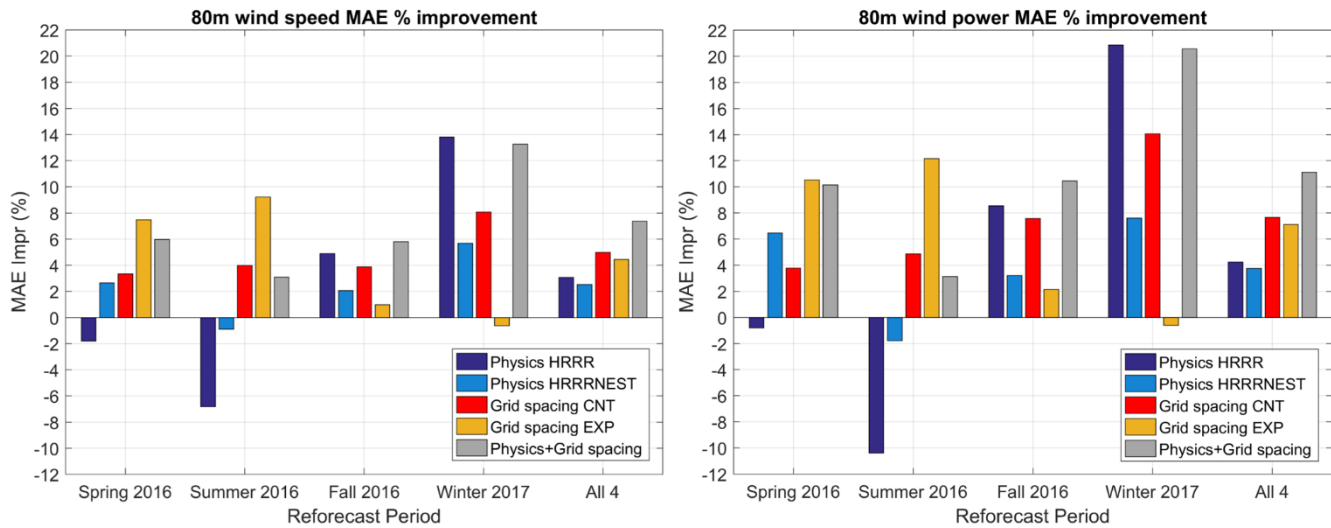 80m wind speed MAE % improvement
MAE Impr (%)
22
20
18
16
14
12
10
8
6
4
2
0
-2
-4
-6
-8
-10
-12
Physics HRRR
Physics HRRRNEST
Grid spacing CNT
Grid spacing EXP
Physics+Grid spacing
Spring 2016 Summer 2016 Fall 2016 Winter 2017 All 4
Reforecast Period
80m wind power MAE % improvement
MAE Impr (%)
22
20
18
16
14
12
10
8
6
4
2
0
-2
-4
-6
-8
-10
-12
Physics HRRR
Physics HRRRNEST
Grid spacing CNT
Grid spacing EXP
Physics+Grid spacing
Spring 2016 Summer 2016 Fall 2016 Winter 2017 All 4
Reforecast Period